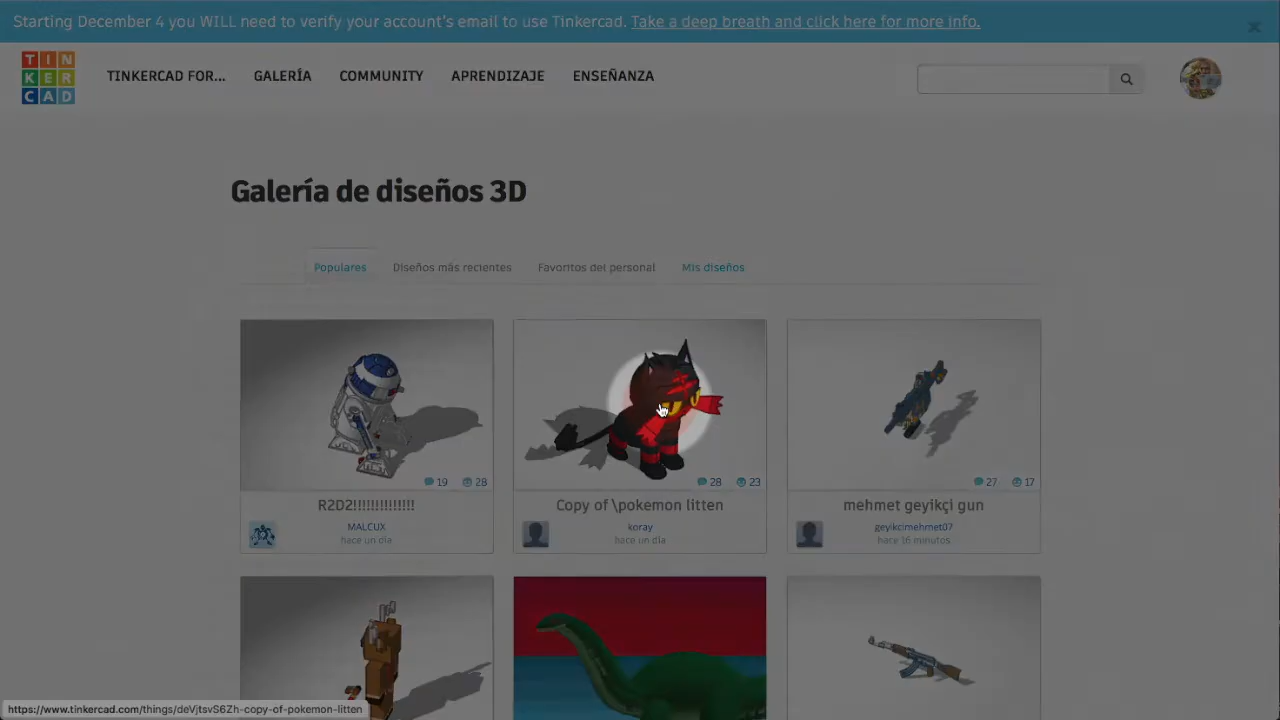 Starting December 4 you WILL need to verify your account's email to use Tinkercad. Take a deep breath and click here for more info.
TIN
KER
CAD
TINKERCAD FOR... GALERÍA COMMUNITY APRENDIZAJE ENSEÑANZA
Galería de diseños 3D
Populares Diseños más recientes Favoritos del personal Mis diseños
19 28
28 23
27 17
R2D2!!!!!!!!!!!!!!
MALCUX
hace un día
Copy of \pokemon litten
koray
hace un día
mehmet geyikçi gun
geyikcimehmet07
hace 16 minutos
https://www.tinkercad.com/things/deVjtsvS6Zh-copy-of-pokemon-litten